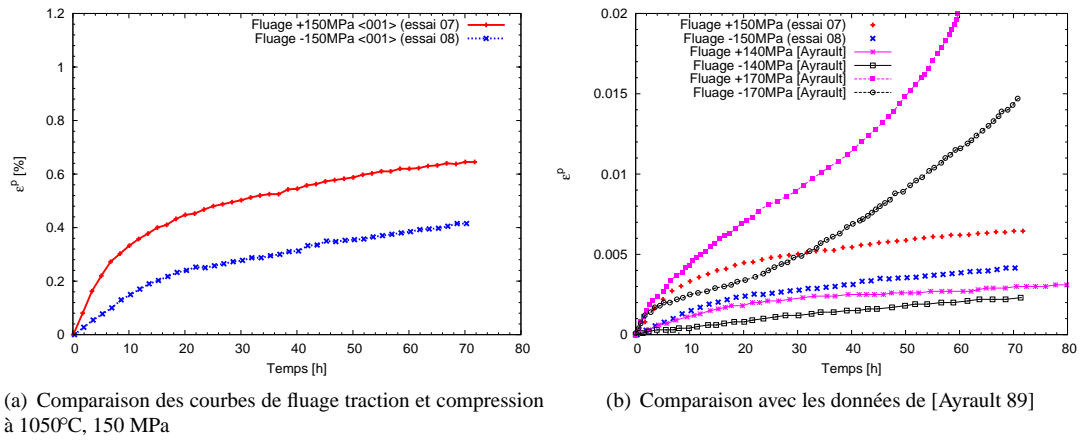 Fluage +150MPa <001> (essai 07)
Fluage -150MPa <001> (essai 08)
1.2
1
0.8
0.6
0.4
0.2
0
0 10 20 30 40 50 60 70 80
εᵖ [%]
Temps [h]
(a) Comparaison des courbes de fluage traction et compression
à 1050°C, 150 MPa
Fluage +150MPa (essai 07)
Fluage -150MPa (essai 08)
Fluage +140MPa [Ayrault]
Fluage -140MPa [Ayrault]
Fluage +170MPa [Ayrault]
Fluage -170MPa [Ayrault]
0.02
0.015
0.01
0.005
0
0 10 20 30 40 50 60 70 80
εᵖ
Temps [h]
(b) Comparaison avec les données de [Ayrault 89]